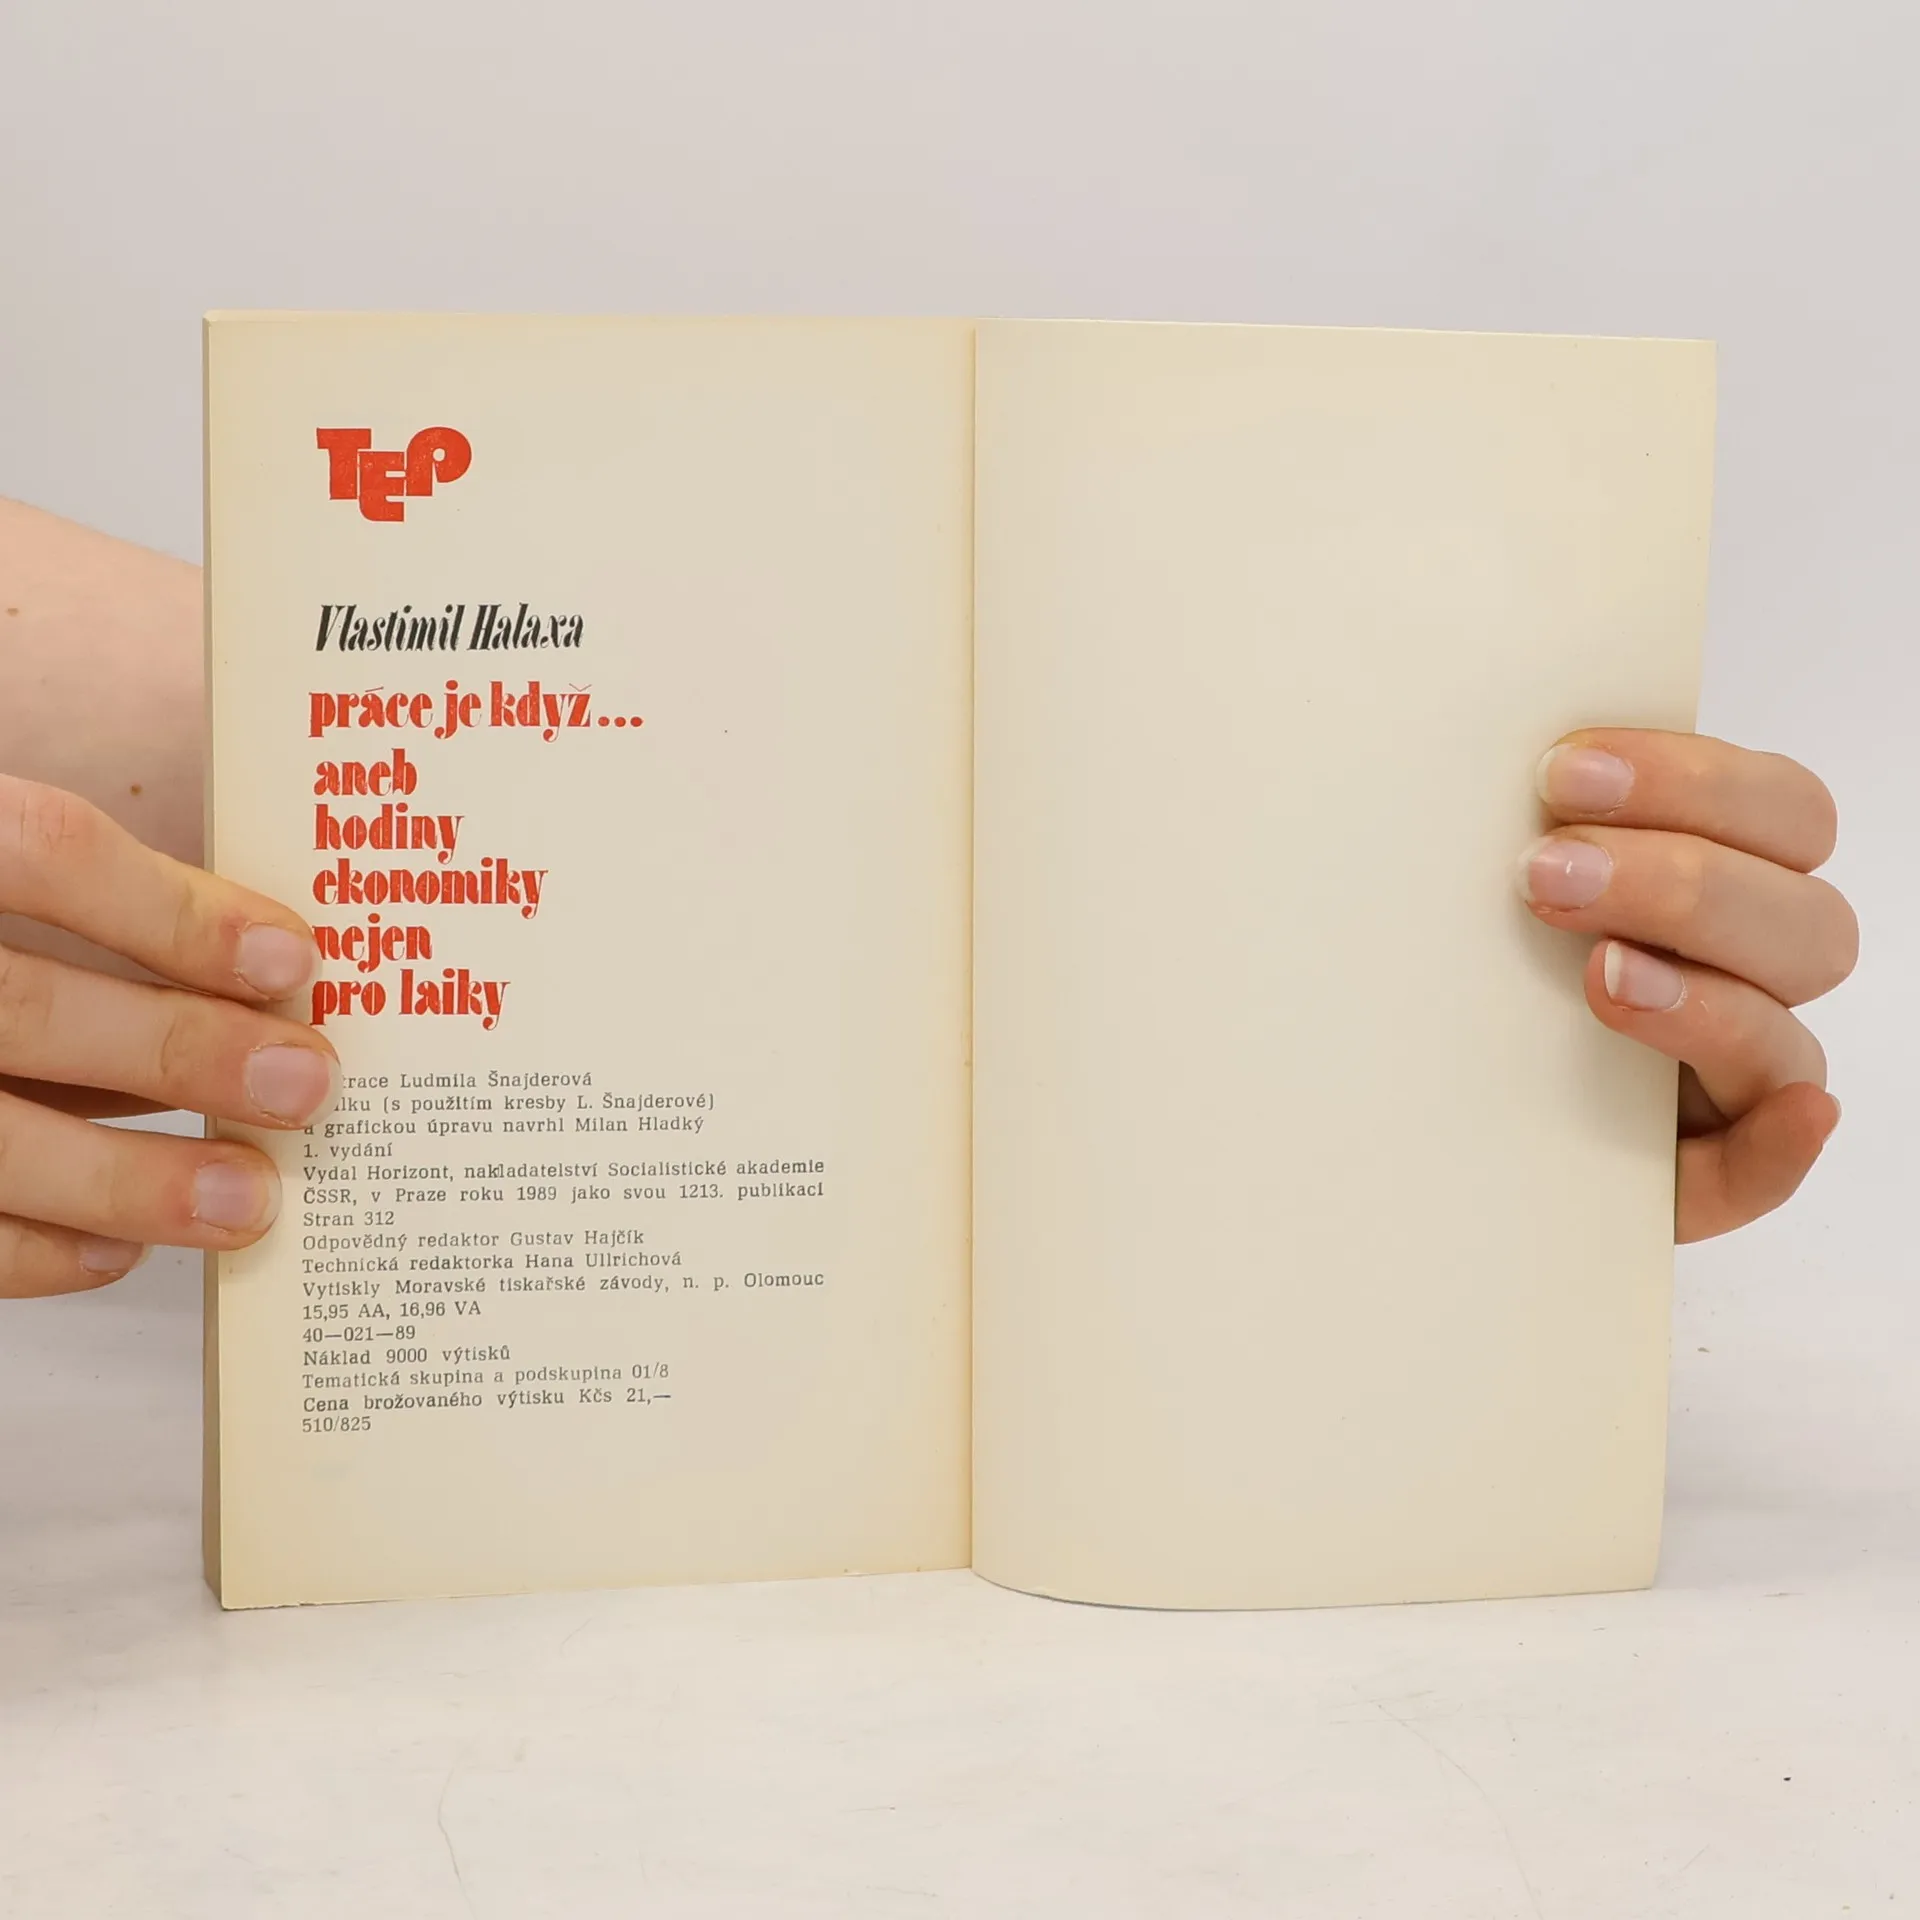 TEP
Vlastimil Halaxa
práce je když...
aneb
hodiny
ekonomiky
nejen
pro laiky
trace Ludmila Šnajderová
lku (s použitím kresby L. Šnajderové)
a grafickou úpravu navrhl Milan Hladký
1. vydání
Vydal Horizont, nakladatelství Socialistické akademie
ČSSR, v Praze roku 1989 jako svou 1213. publikaci
Stran 312
Odpovědný redaktor Gustav Hajčík
Technická redaktorka Hana Ullrichová
Vytiskly Moravské tiskařské závody, n. p. Olomouc
15,95 AA, 16,96 VA
40—021—89
Náklad 9000 výtisků
Tematická skupina a podskupina 01/8
Cena brožovaného výtisku Kčs 21,—
510/825